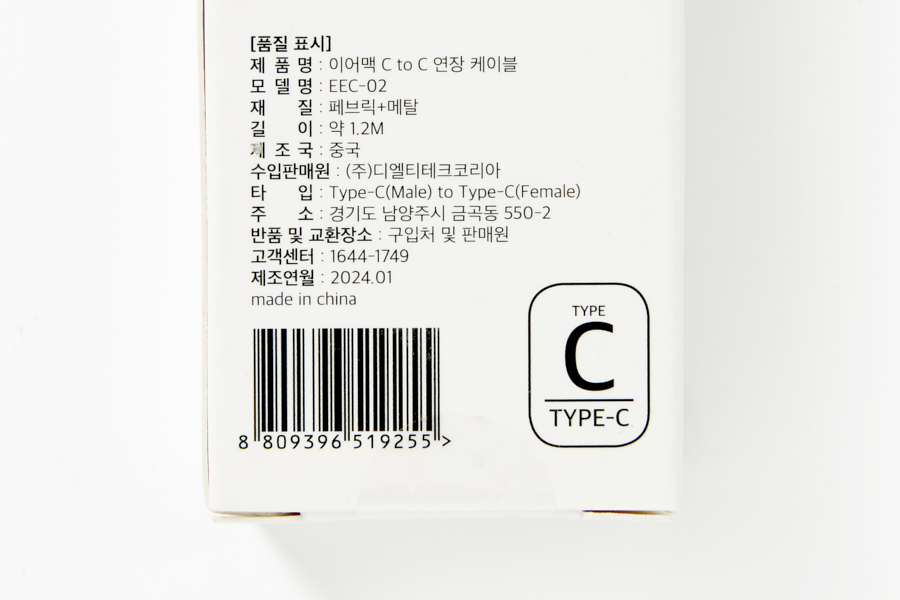 [품질 표시]
제 품 명 : 이어맥 C to C 연장 케이블
모 델 명 : EEC-02
재 질 : 페브릭+메탈
길 이 : 약 1.2M
제 조 국 : 중국
수입판매원 : (주)디엘티테크코리아
타 입 : Type-C(Male) to Type-C(Female)
주 소 : 경기도 남양주시 금곡동 550-2
반품 및 교환장소 : 구입처 및 판매원
고객센터 : 1644-1749
제조연월 : 2024.01
made in china
8 809396 519255 >
TYPE
C
TYPE-C